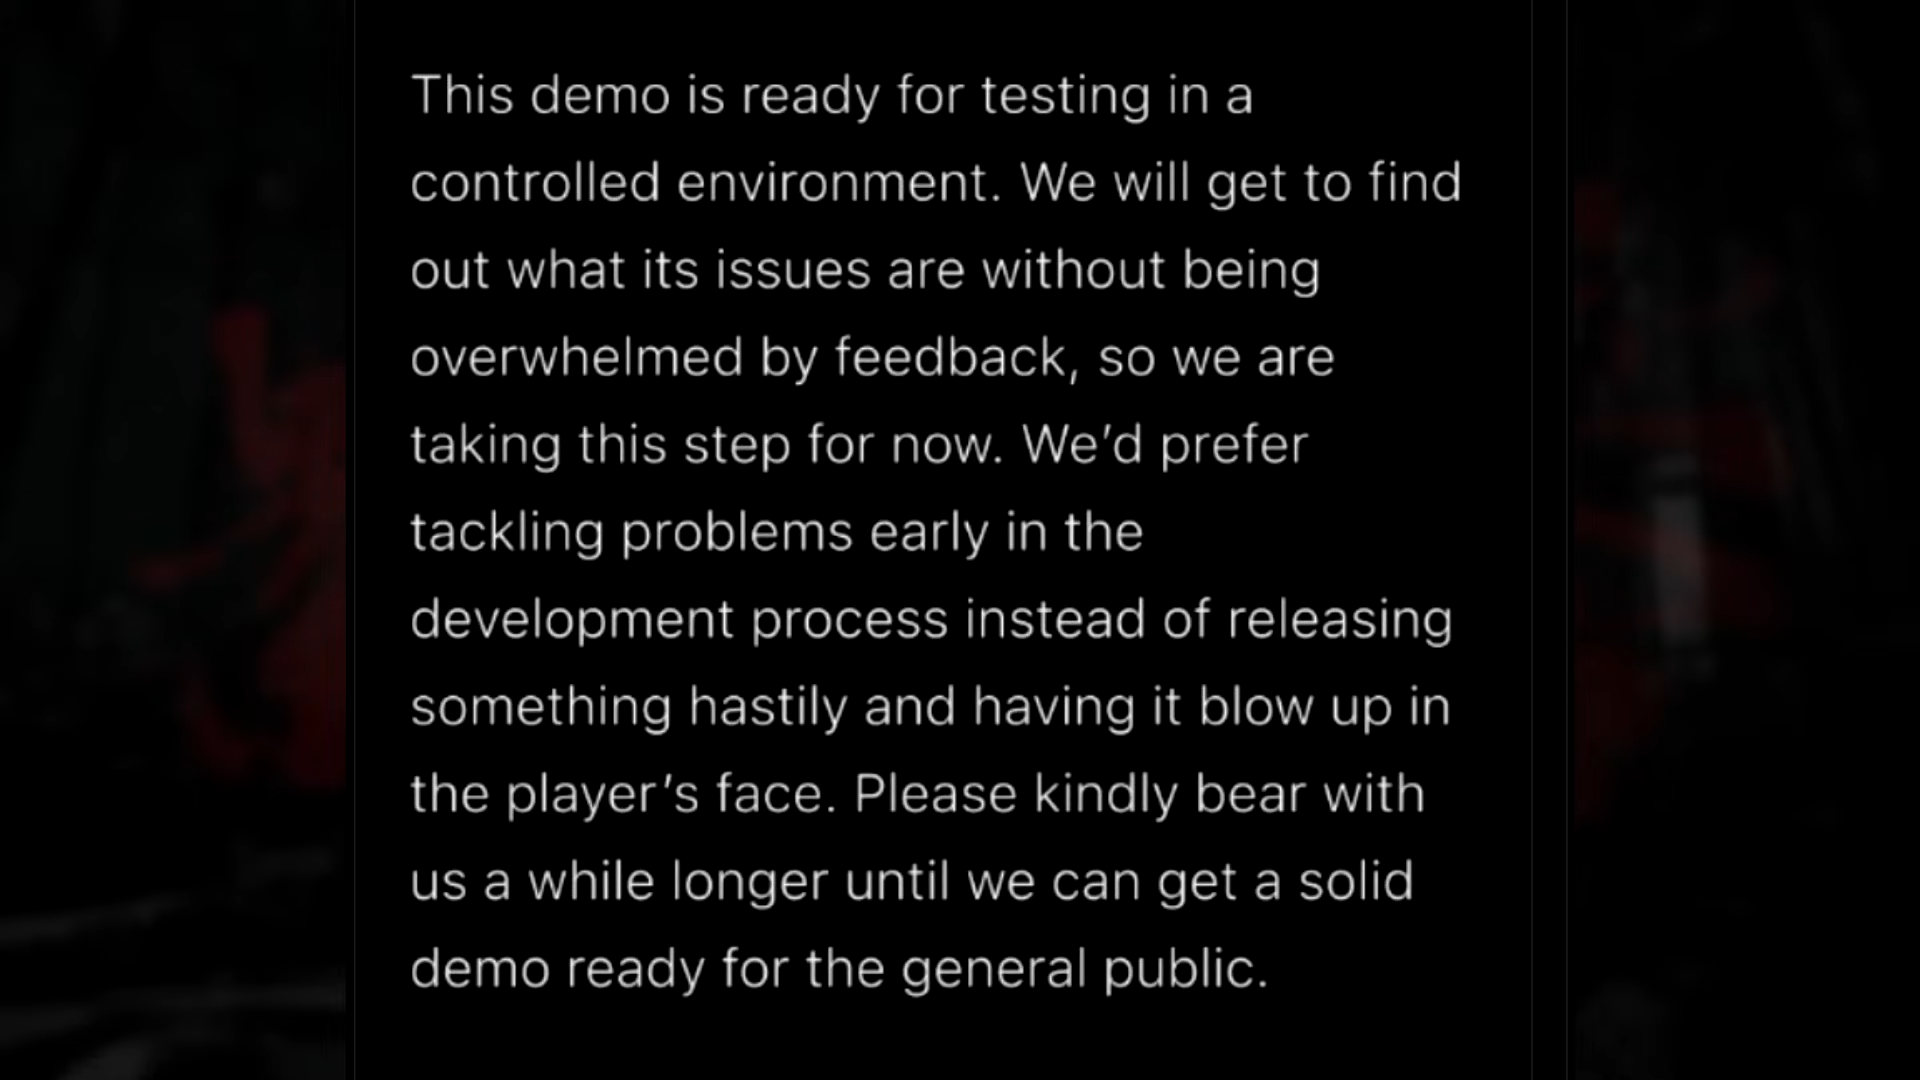 This demo is ready for testing in a
controlled environment. We will get to find
out what its issues are without being
overwhelmed by feedback, so we are
taking this step for now. We’d prefer
tackling problems early in the
development process instead of releasing
something hastily and having it blow up in
the player’s face. Please kindly bear with
us a while longer until we can get a solid
demo ready for the general public.